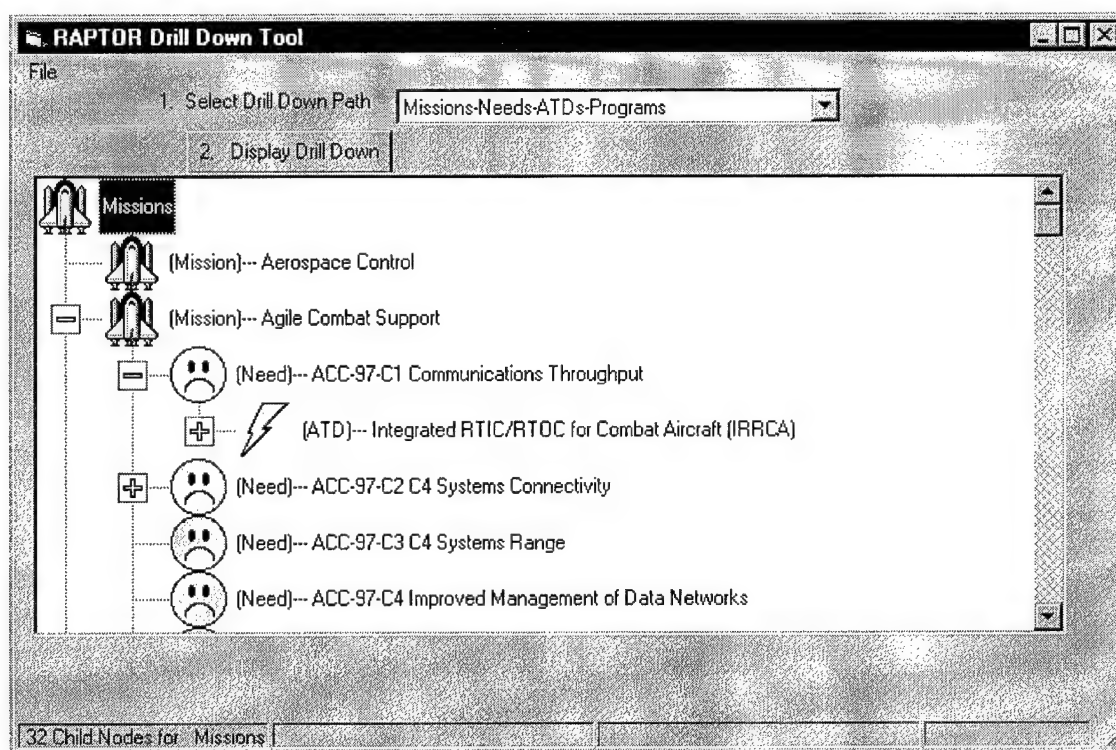 RAPTOR Drill Down Tool
File
1. Select Drill Down Path Missions-Needs-ATDs-Programs
2. Display Drill Down
Missions
(Mission)--- Aerospace Control
(Mission)--- Agile Combat Support
(Need)--- ACC-97-C1 Communications Throughput
(ATD)--- Integrated RTIC/RTOC for Combat Aircraft (IRRCA)
(Need)--- ACC-97-C2 C4 Systems Connectivity
(Need)--- ACC-97-C3 C4 Systems Range
(Need)--- ACC-97-C4 Improved Management of Data Networks
32 Child Nodes for Missions